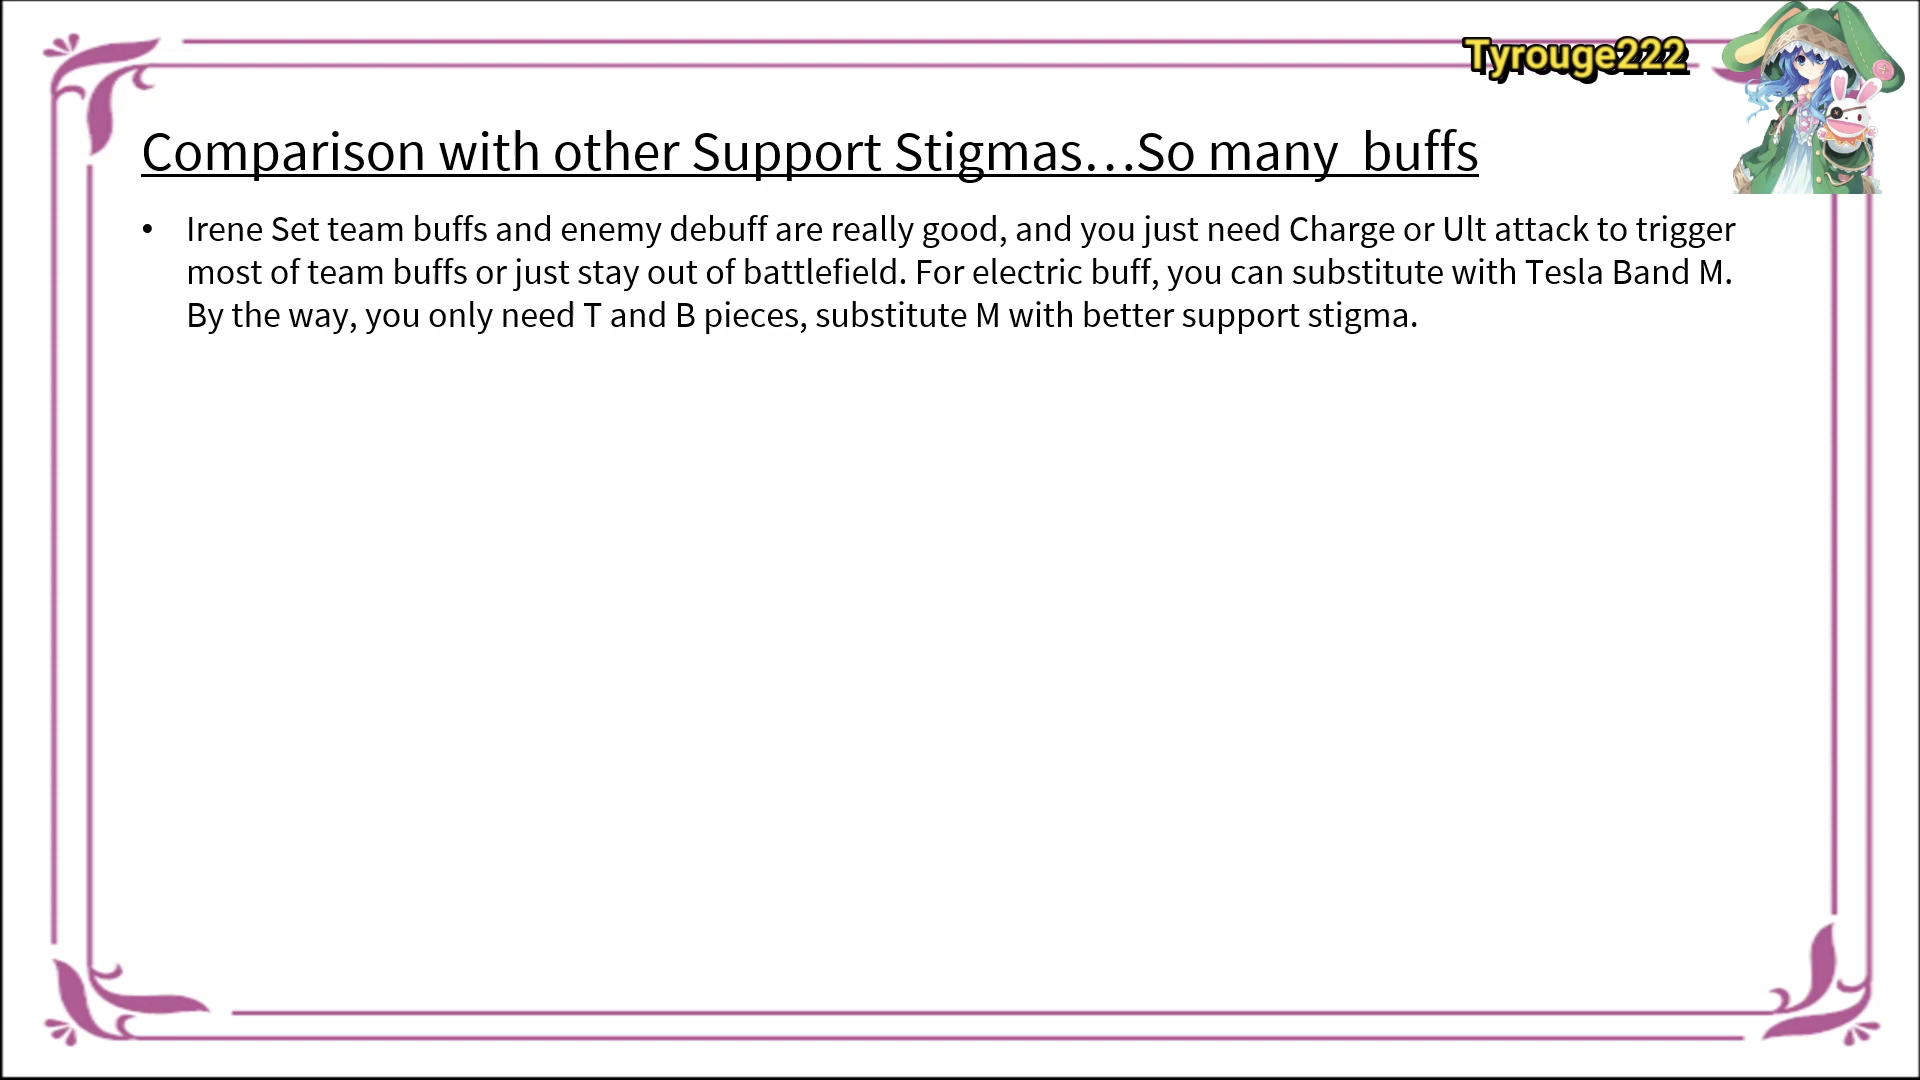 Tyrouge222
Comparison with other Support Stigmas…So many  buffs
• Irene Set team buffs and enemy debuff are really good, and you just need Charge or Ult attack to trigger
most of team buffs or just stay out of battlefield. For electric buff, you can substitute with Tesla Band M.
By the way, you only need T and B pieces, substitute M with better support stigma.